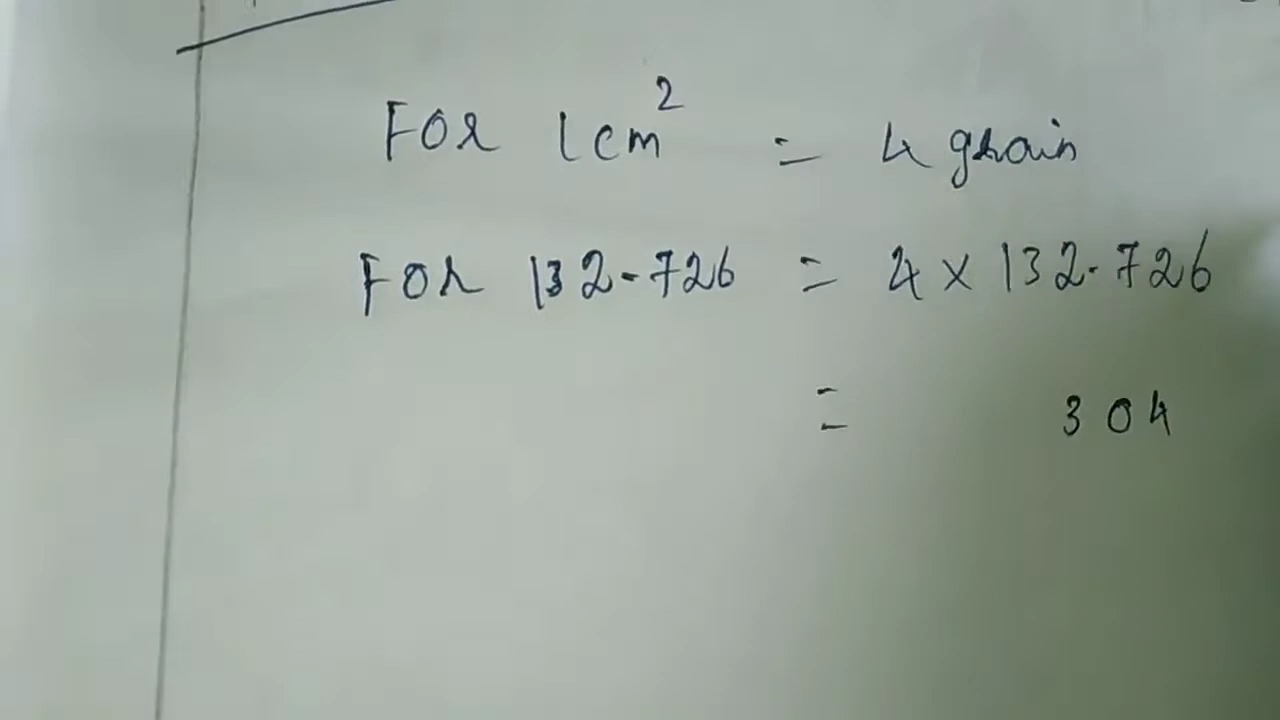 For 1cm² = 4 grain
For 132.726 = 4 × 132.726
= 304